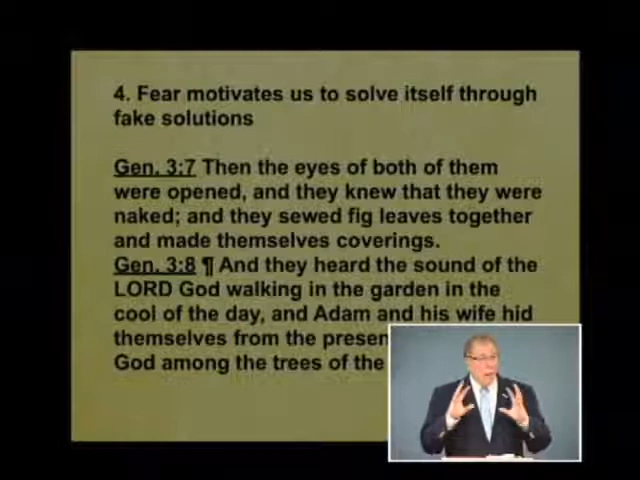 4. Fear motivates us to solve itself through
fake solutions
Gen. 3:7 Then the eyes of both of them
were opened, and they knew that they were
naked; and they sewed fig leaves together
and made themselves coverings.
Gen. 3:8 ¶ And they heard the sound of the
LORD God walking in the garden in the
cool of the day, and Adam and his wife hid
themselves from the
God among the trees of the